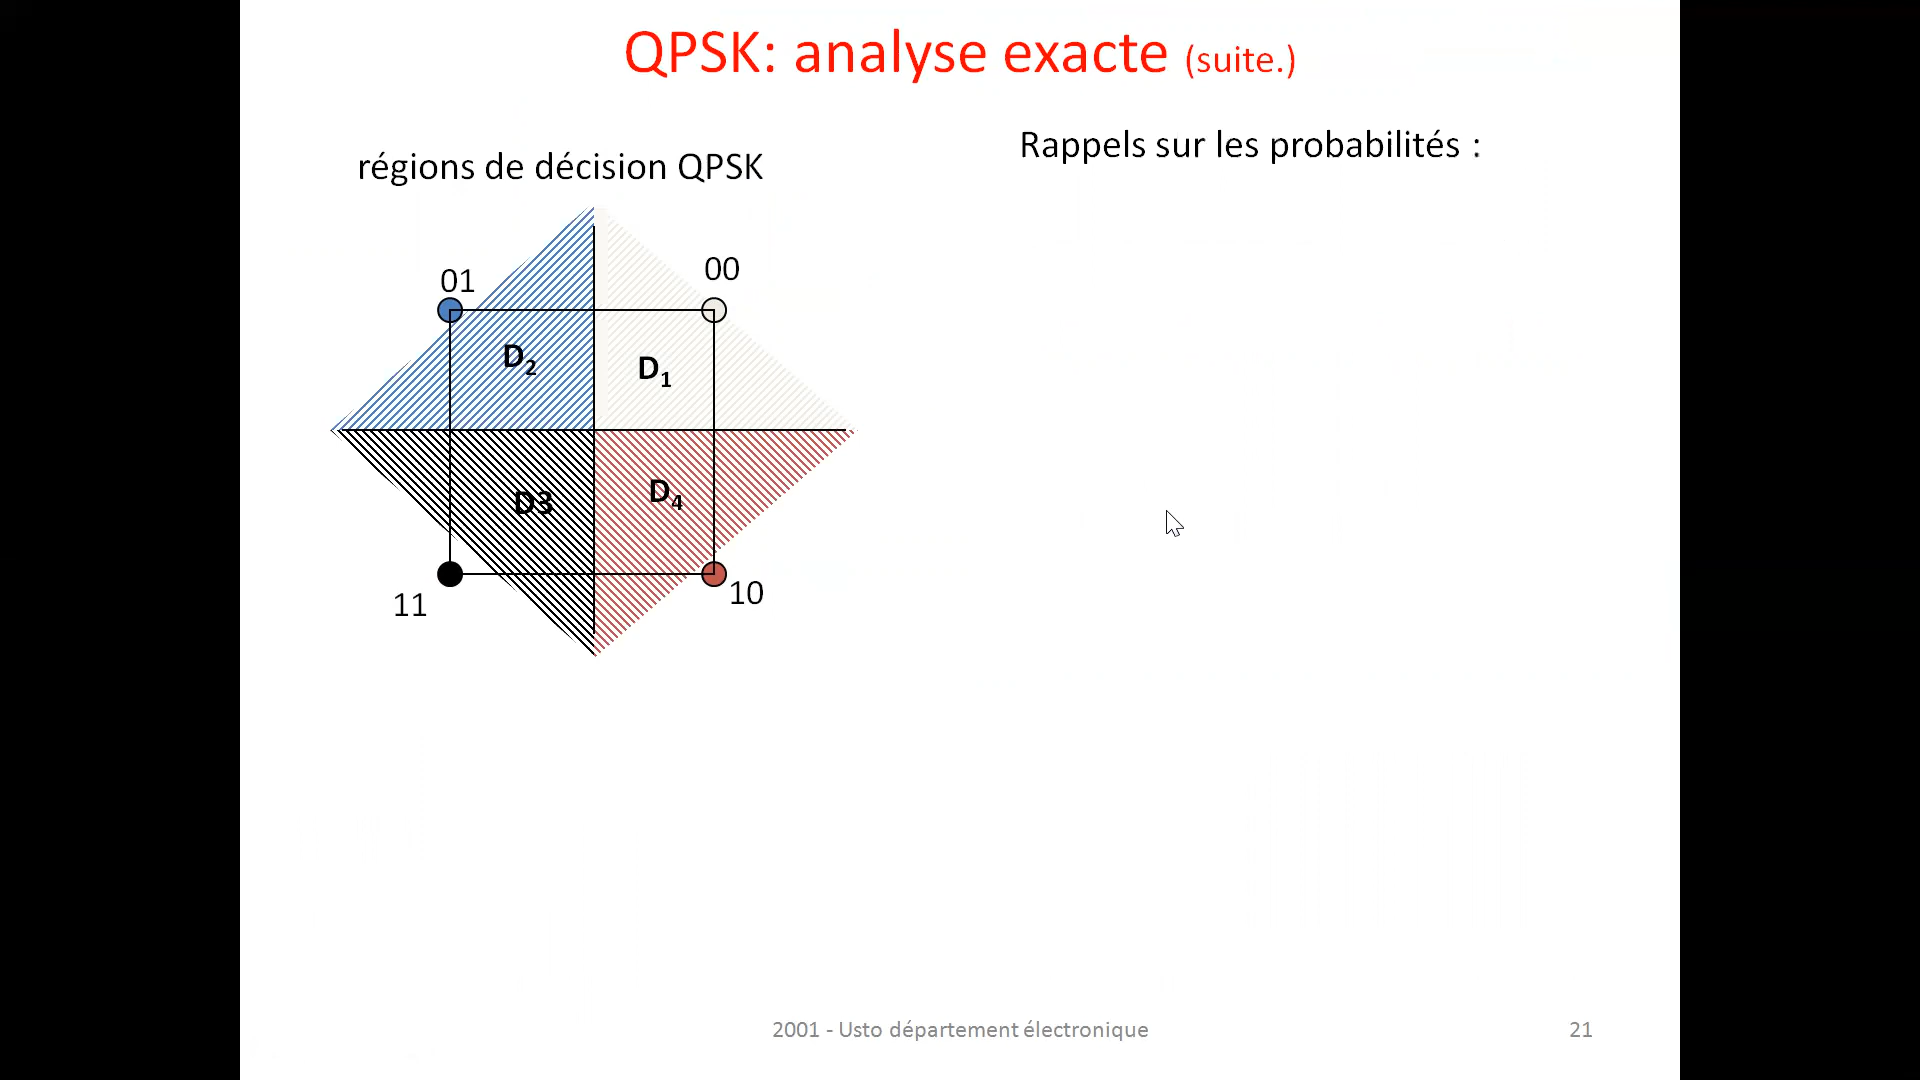 QPSK: analyse exacte (suite.)
Rappels sur les probabilités :
régions de décision QPSK
01
00
D2
D1
D3
D4
11
10
2001 - Usto département électronique
21